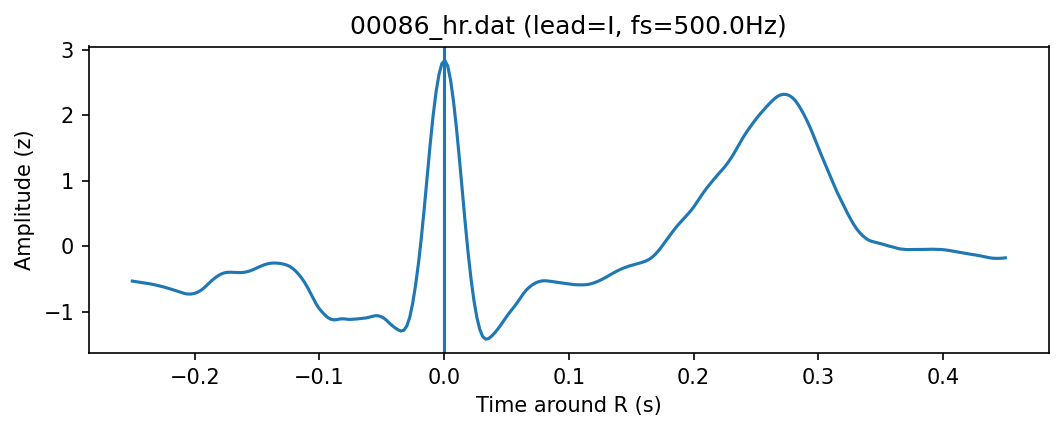 00086_hr.dat (lead=I, fs=500.0Hz)
Amplitude (z)
3
2
1
0
−1
−0.2 −0.1 0.0 0.1 0.2 0.3 0.4
Time around R (s)